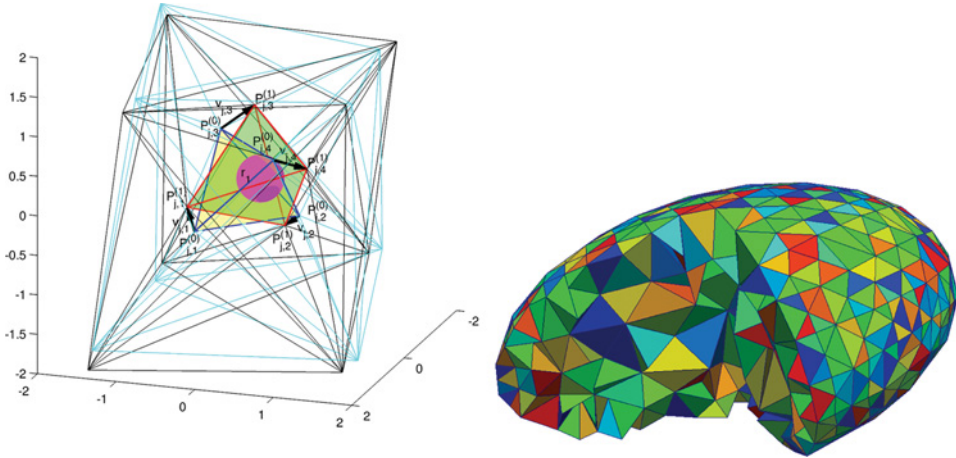 2
1.5
1
0.5
0
-0.5
-1
-1.5
-2
-2
-1
0
1
2
2
0
-2
P(1) j,3
v j,3
P(0) j,3
P(0) j,4
v j,4
P(1) j,4
r 1
P(1) j,1
v j,1
P(0) j,1
P(0) j,2
v j,2
P(1) j,2